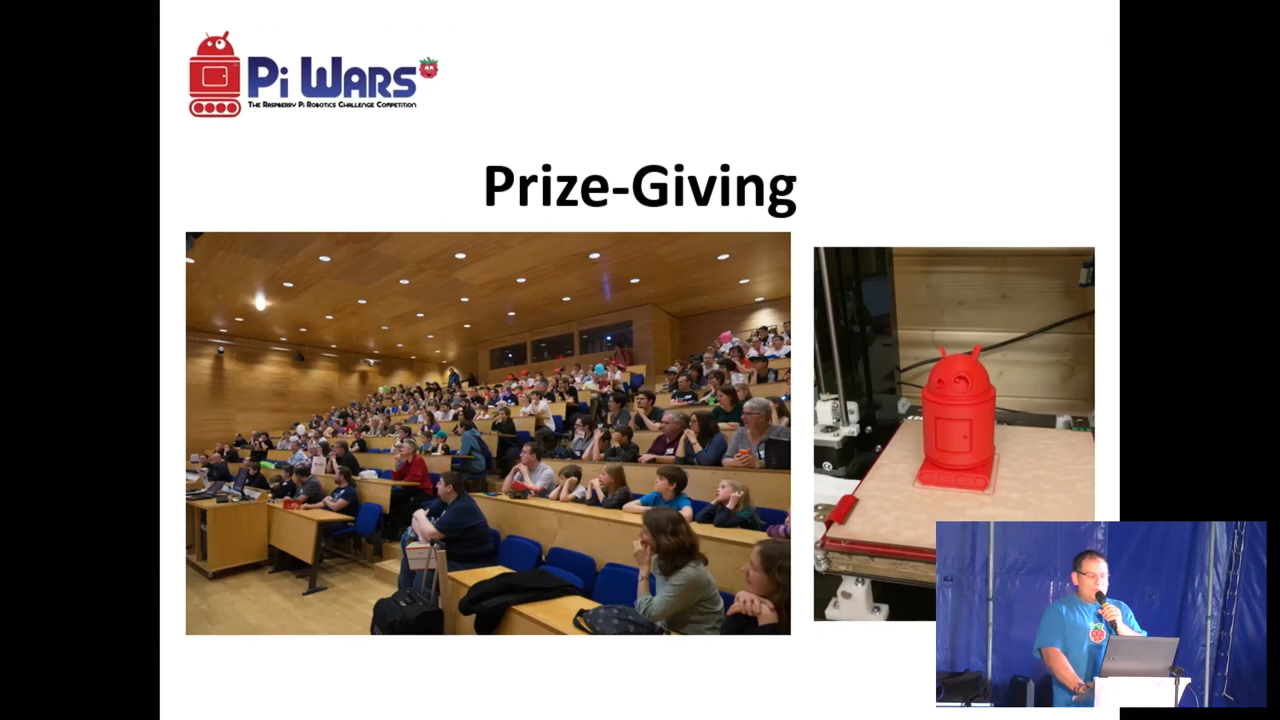 Pi Wars
The Raspberry Pi Robotics Challenge Competition
Prize-Giving